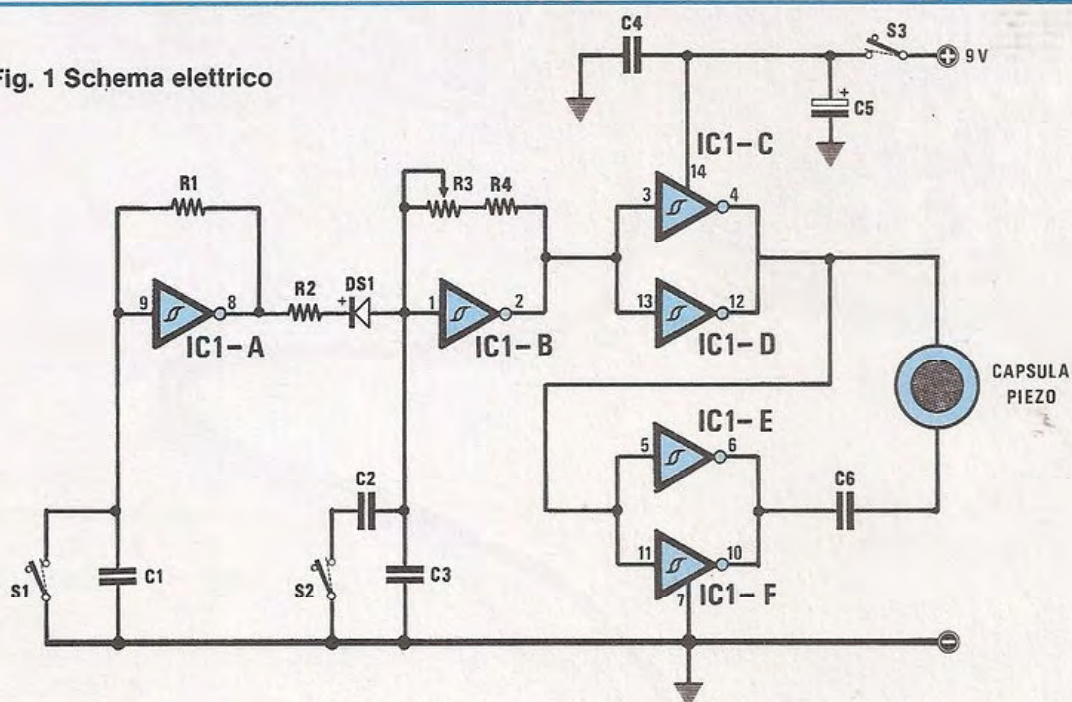 Fig. 1 Schema elettrico
C4
S3
9 V
+
C5
IC1-C
14
R1
R3
R4
3
4
9
8
R2
+
DS1
1
2
13
12
IC1-A
IC1-B
IC1-D
CAPSULA
PIEZO
IC1-E
5
6
C2
C6
S1
C1
S2
C3
11
10
7
IC1-F